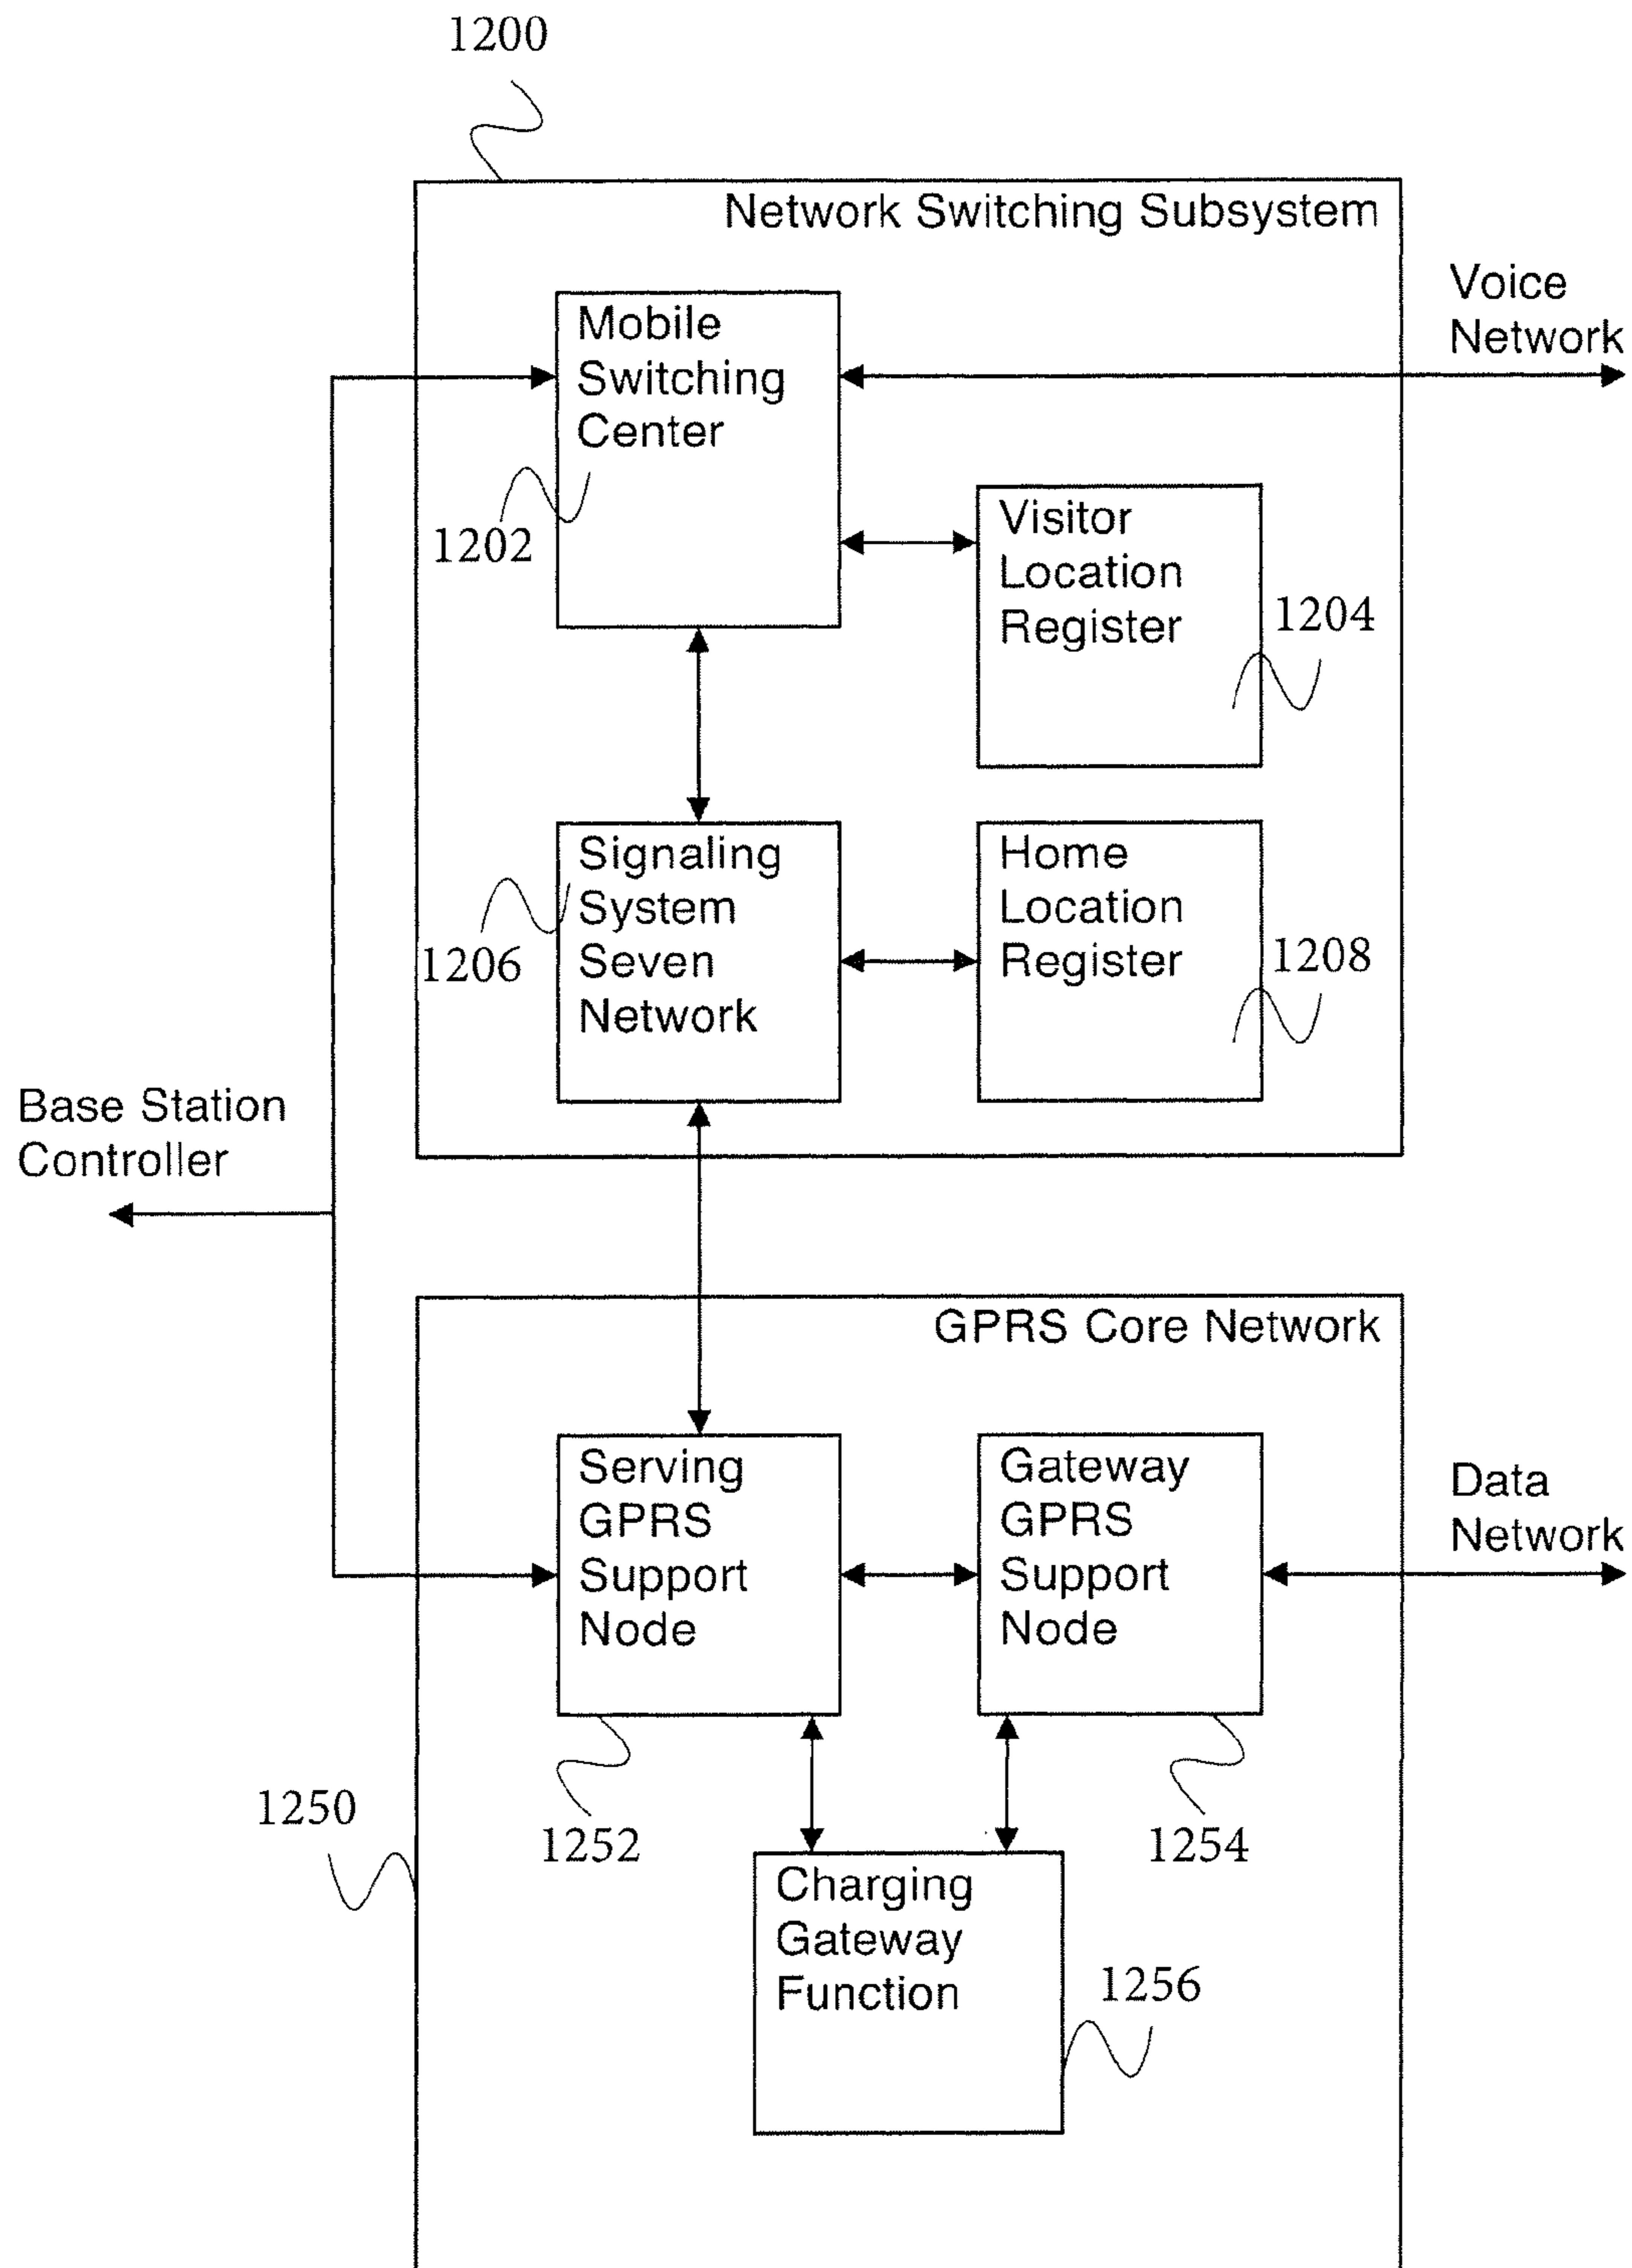 1200
Network Switching Subsystem
Voice
Network
Mobile
Switching
Center
1202
Visitor
Location
Register
1204
Signaling
System
Seven
Network
1206
Home
Location
Register
1208
Base Station
Controller
GPRS Core Network
Serving
GPRS
Support
Node
Gateway
GPRS
Support
Node
Data
Network
1250
1252
1254
Charging
Gateway
Function
1256